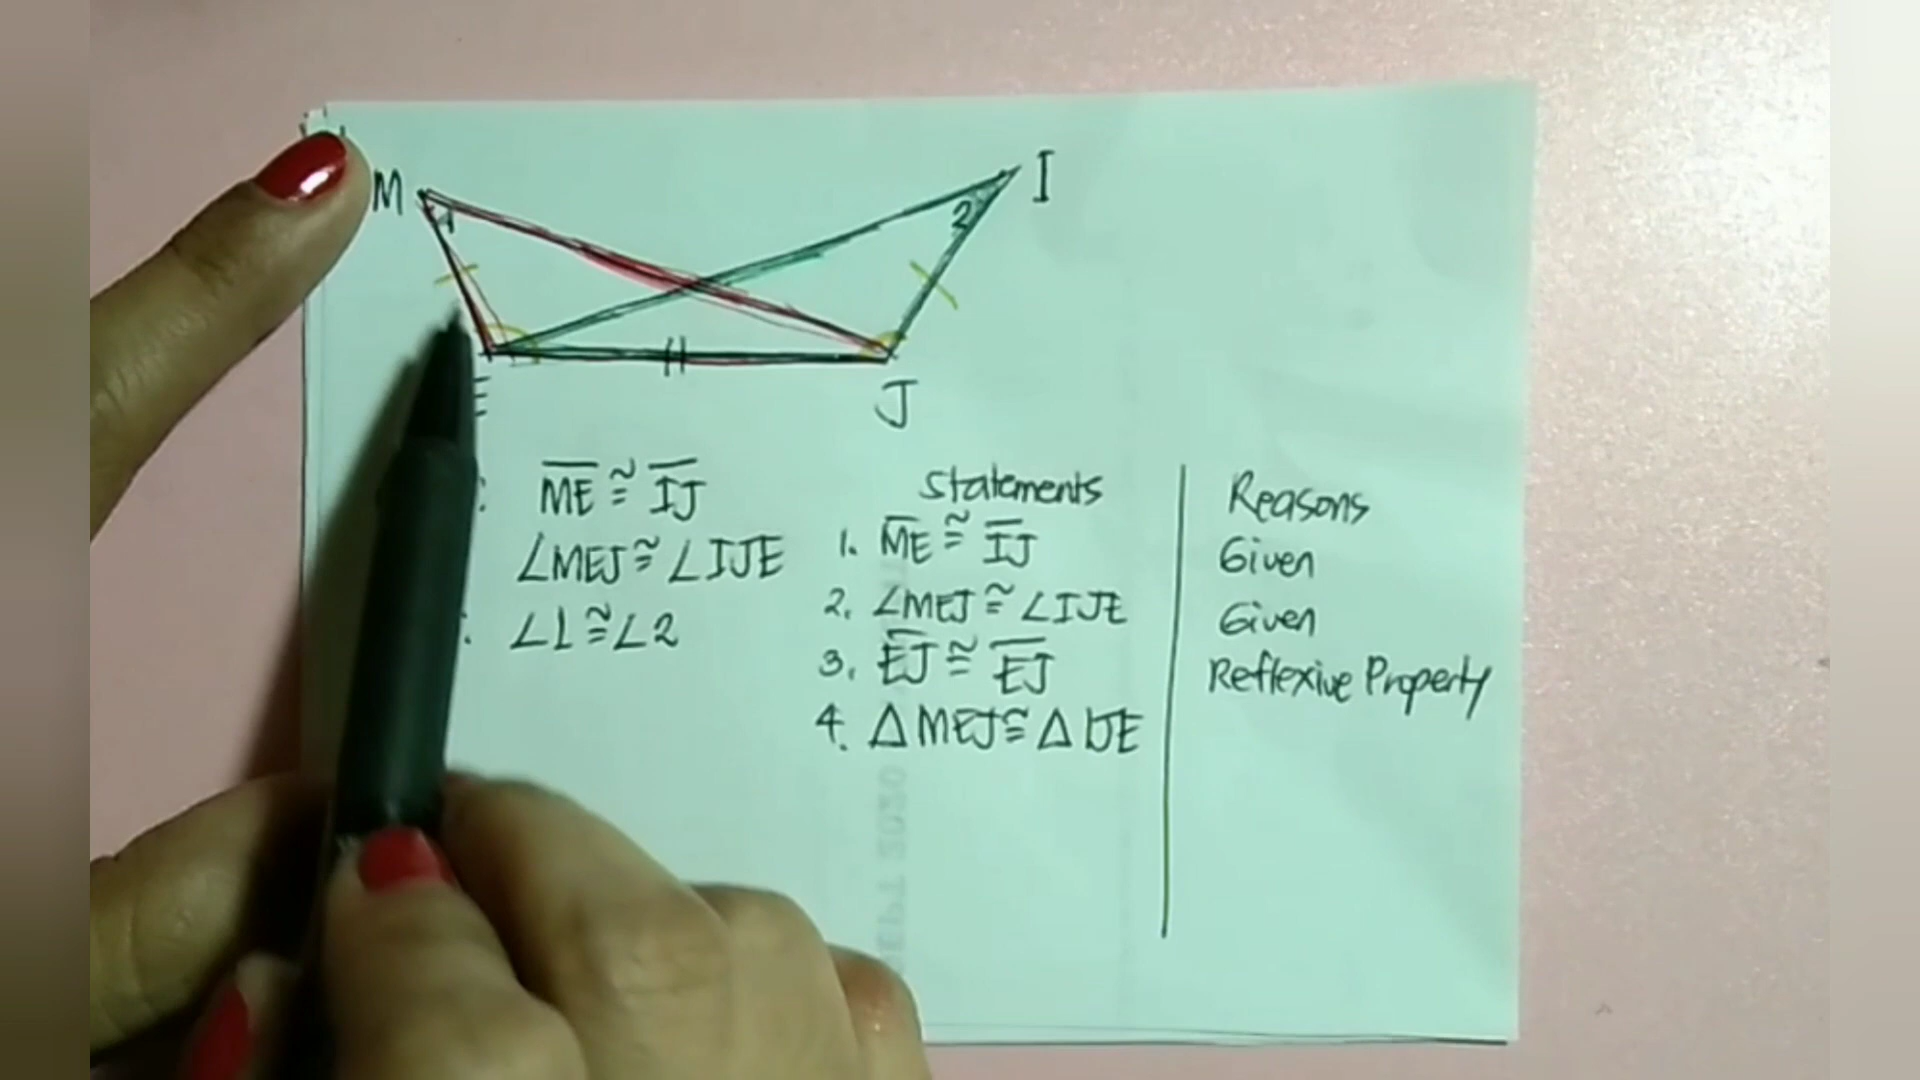 M
I
1
2
E
J
: ME ≅ IJ
∠MEJ ≅ ∠IJE
: ∠1 ≅ ∠2
Statements
Reasons
1. ME ≅ IJ
Given
2. ∠MEJ ≅ ∠IJE
Given
3. EJ ≅ EJ
Reflexive Property
4. △MEJ ≅ △IJE